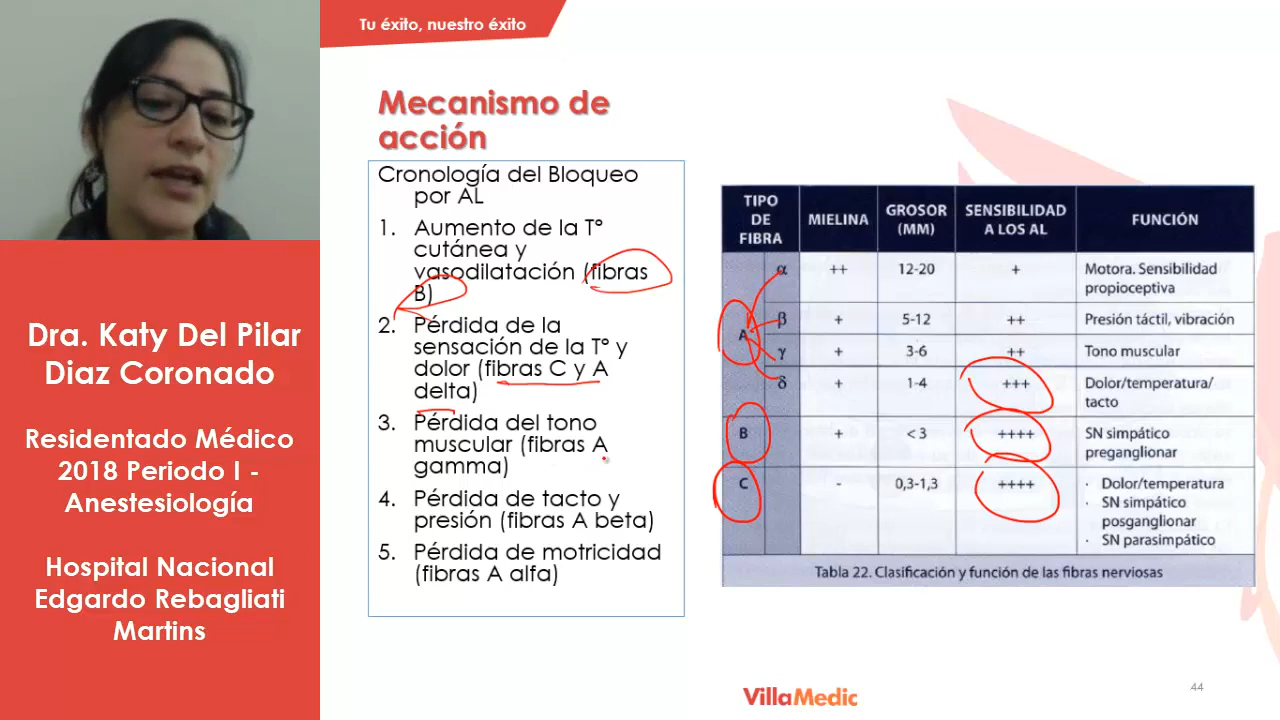 Tu éxito, nuestro éxito
Dra. Katy Del Pilar
Diaz Coronado
Residentado Médico
2018 Periodo I -
Anestesiología
Hospital Nacional
Edgardo Rebagliati
Martins
Mecanismo de
acción
Cronología del Bloqueo
por AL
1. Aumento de la T°
cutánea y
vasodilatación (fibras
B)
2. Pérdida de la
sensación de la T° y
dolor (fibras C y A
delta)
3. Pérdida del tono
muscular (fibras A
gamma)
4. Pérdida de tacto y
presión (fibras A beta)
5. Pérdida de motricidad
(fibras A alfa)
TIPO
DE
FIBRA
MIELINA
GROSOR
(MM)
SENSIBILIDAD
A LOS AL
FUNCIÓN
A
α ++ 12-20 + Motora. Sensibilidad
propioceptiva
β + 5-12 ++ Presión táctil, vibración
γ + 3-6 ++ Tono muscular
δ + 1-4 +++ Dolor/temperatura/
tacto
B + < 3 ++++ SN simpático
preganglionar
C - 0,3-1,3 ++++ · Dolor/temperatura
· SN simpático
posganglionar
· SN parasimpático
Tabla 22. Clasificación y función de las fibras nerviosas
VillaMedic
44